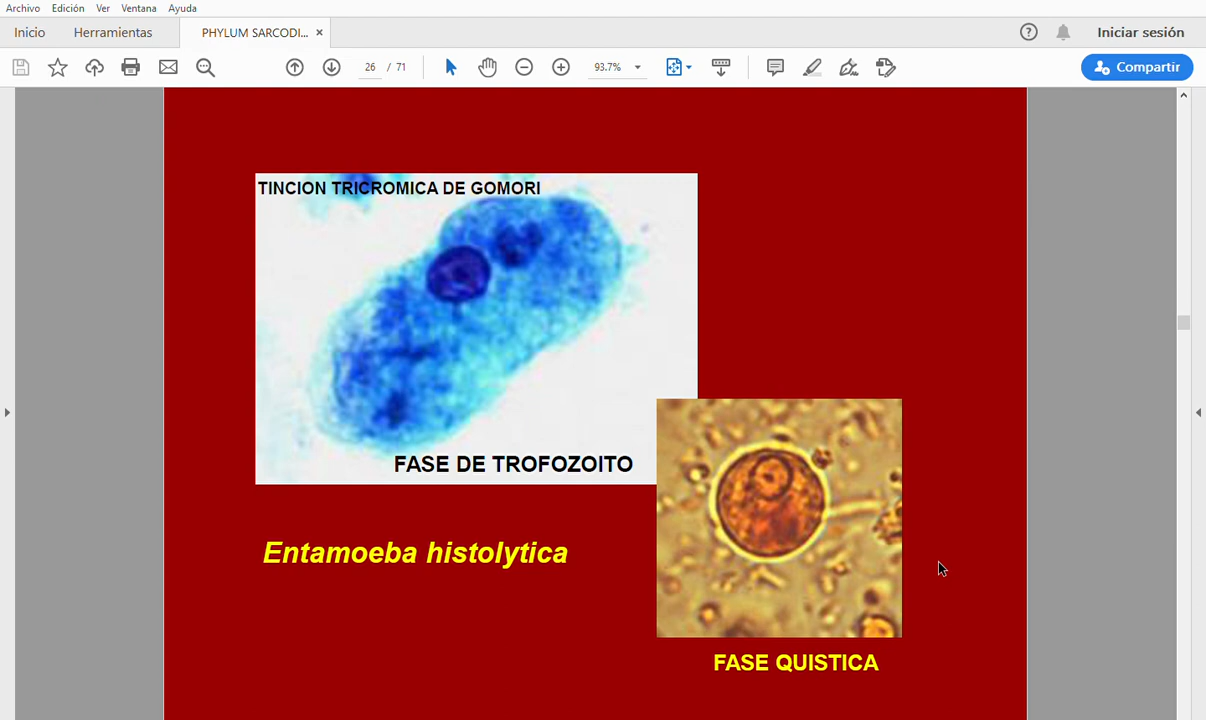 Archivo Edición Ver Ventana Ayuda
Inicio Herramientas PHYLUM SARCODI... × Iniciar sesión
26 / 71 93.7% Compartir
TINCION TRICROMICA DE GOMORI
FASE DE TROFOZOITO
Entamoeba histolytica
FASE QUISTICA